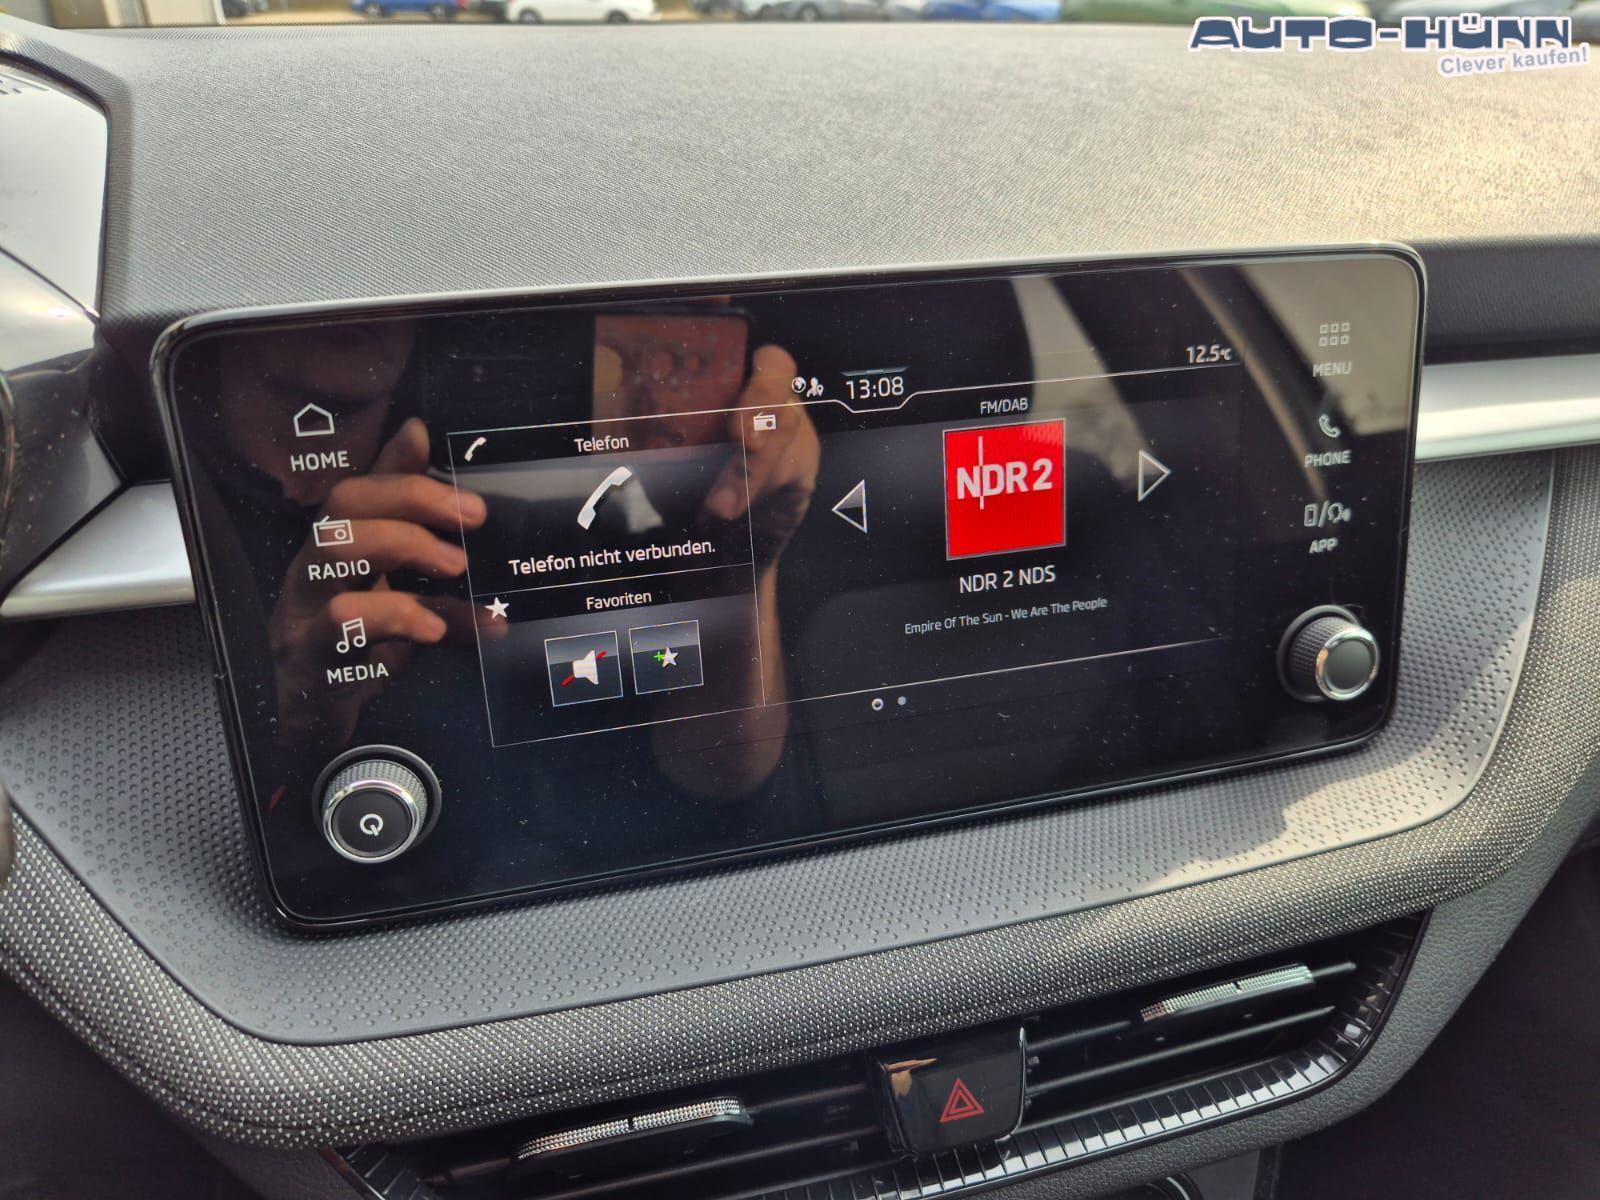 AUTO-HÜNN
Clever kaufen!
12.5°C
13:08
MENU
HOME
Telefon
FM/DAB
NDR 2
PHONE
RADIO
Telefon nicht verbunden.
APP
NDR 2 NDS
Favoriten
Empire Of The Sun - We Are The People
MEDIA